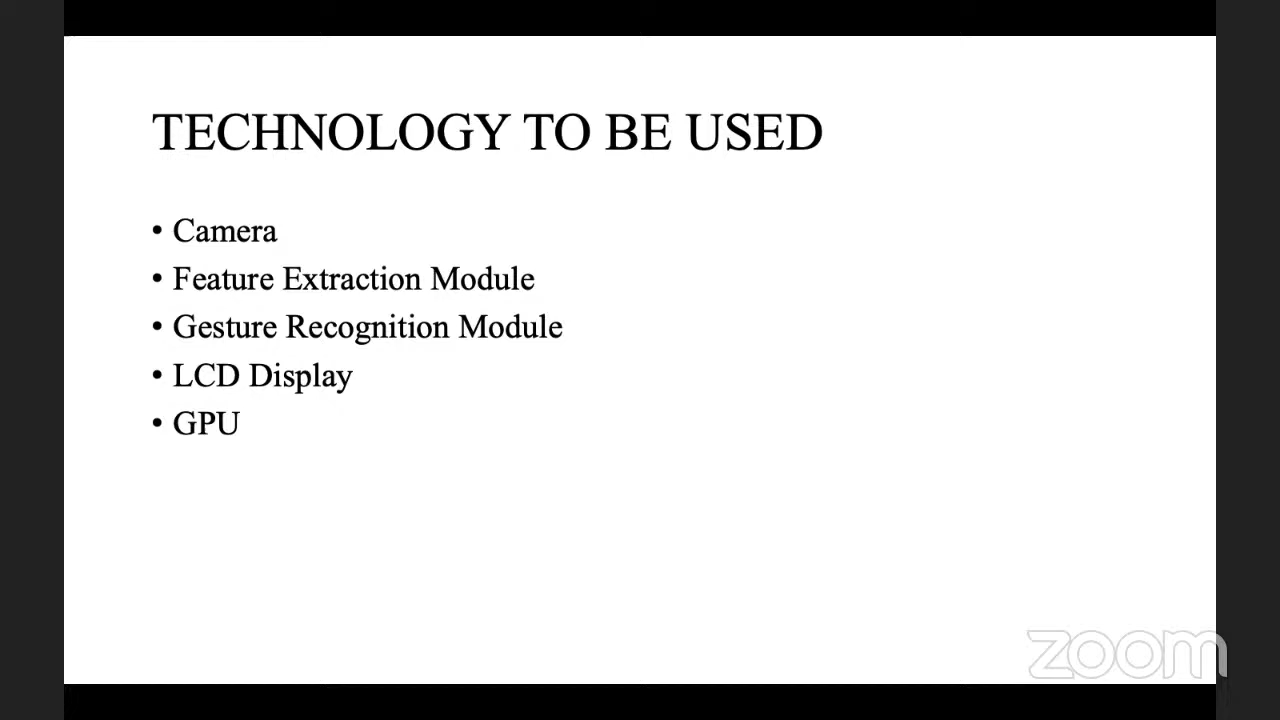 TECHNOLOGY TO BE USED
• Camera
• Feature Extraction Module
• Gesture Recognition Module
• LCD Display
• GPU
zoom